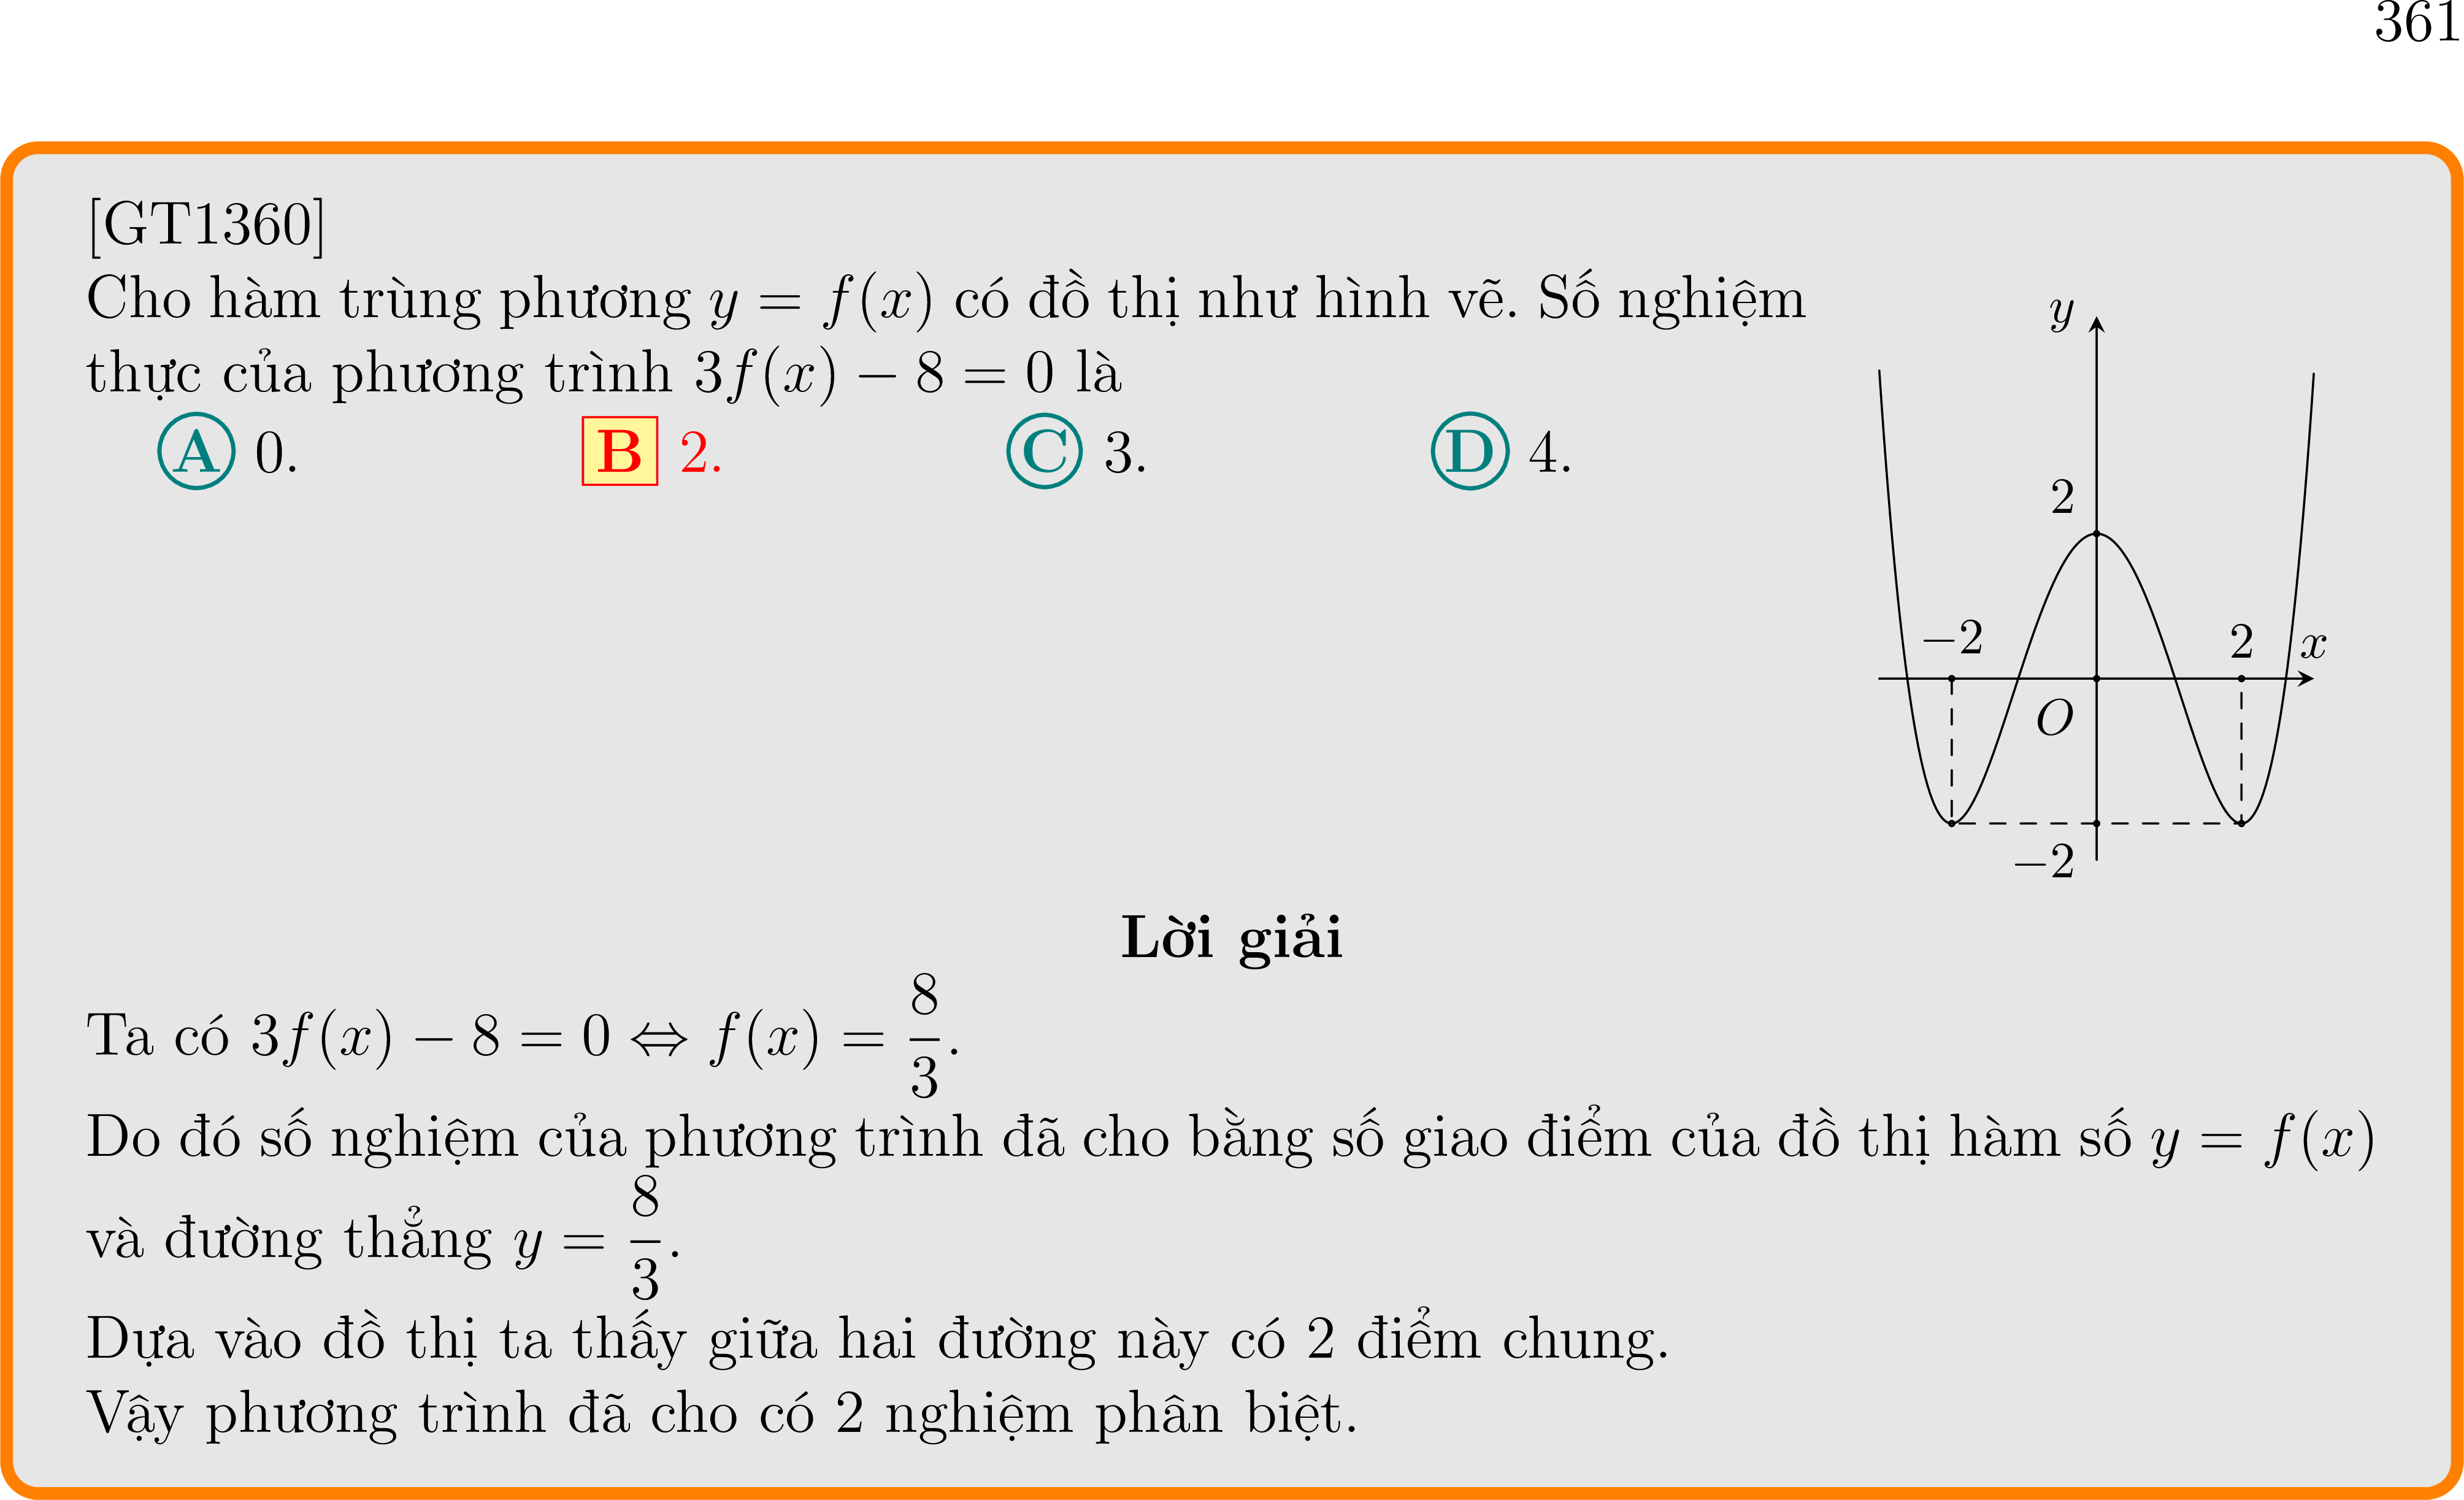 361
[GT1360]
Cho hàm trùng phương y = f(x) có đồ thị như hình vẽ. Số nghiệm
thực của phương trình 3f(x) − 8 = 0 là
A 0. B 2. C 3. D 4.
y
2
−2 2 x
O
−2
Lời giải
Ta có 3f(x) − 8 = 0 ⇔ f(x) = 8/3.
Do đó số nghiệm của phương trình đã cho bằng số giao điểm của đồ thị hàm số y = f(x)
và đường thẳng y = 8/3.
Dựa vào đồ thị ta thấy giữa hai đường này có 2 điểm chung.
Vậy phương trình đã cho có 2 nghiệm phân biệt.